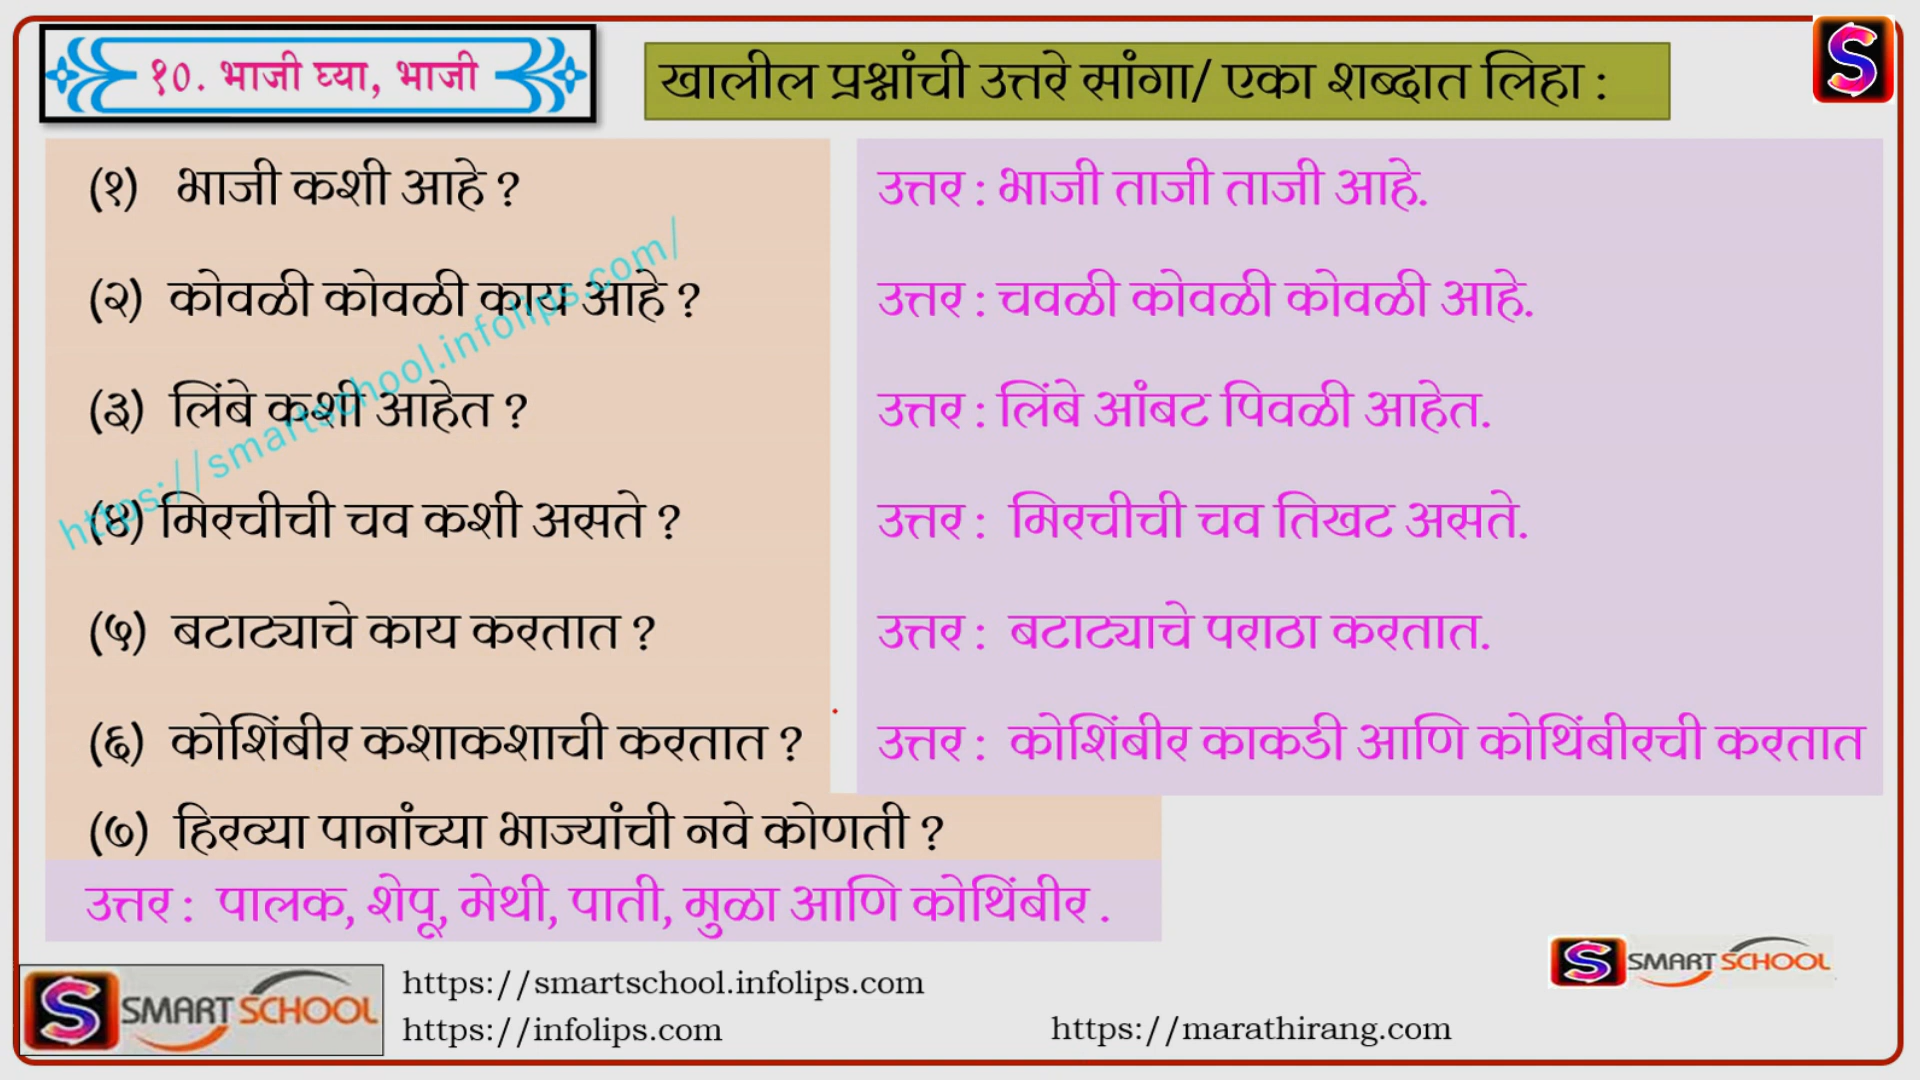 १०. भाजी घ्या, भाजी
खालील प्रश्नांची उत्तरे सांगा/ एका शब्दात लिहा :
S
(१) भाजी कशी आहे ?
उत्तर : भाजी ताजी ताजी आहे.
(२) कोवळी कोवळी काय आहे ?
उत्तर : चवळी कोवळी कोवळी आहे.
(३) लिंबे कशी आहेत ?
उत्तर : लिंबे आंबट पिवळी आहेत.
(४) मिरचीची चव कशी असते ?
उत्तर : मिरचीची चव तिखट असते.
(५) बटाट्याचे काय करतात ?
उत्तर : बटाट्याचे पराठा करतात.
(६) कोशिंबीर कशाकशाची करतात ?
उत्तर : कोशिंबीर काकडी आणि कोथिंबीरची करतात
(७) हिरव्या पानांच्या भाज्यांची नवे कोणती ?
उत्तर : पालक, शेपू, मेथी, पाती, मुळा आणि कोथिंबीर .
https://smartschool.infolips.com/
S SMART SCHOOL
https://smartschool.infolips.com
https://infolips.com
https://marathirang.com
S SMART SCHOOL